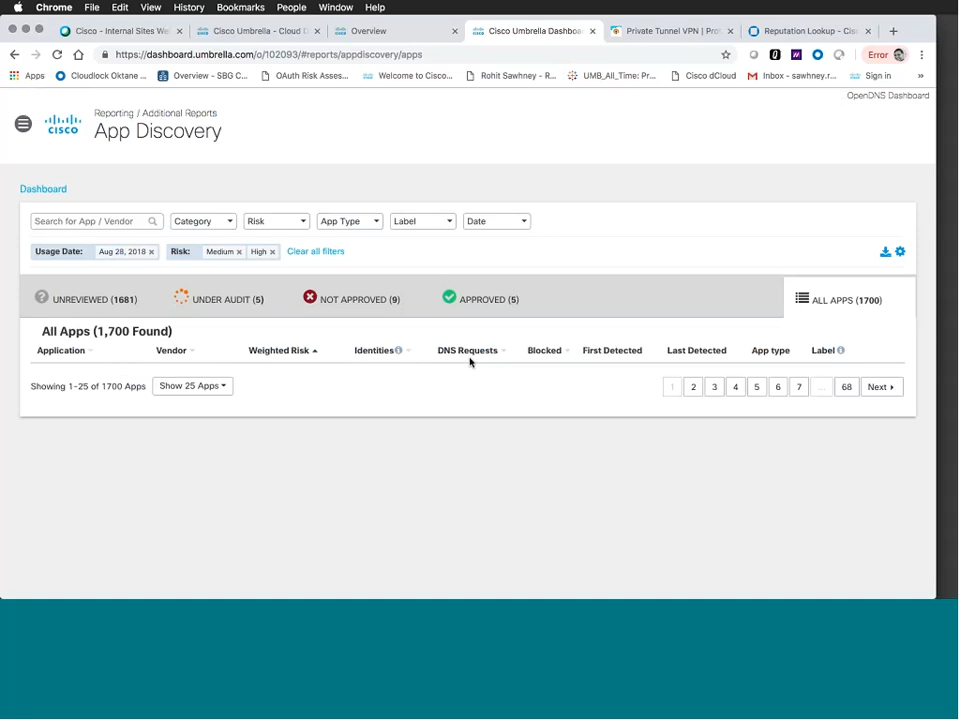 Chrome File Edit View History Bookmarks People Window Help
Cisco - Internal Sites We Cisco Umbrella - Cloud D Overview Cisco Umbrella Dashboa Private Tunnel VPN | Pro Reputation Lookup - Cis
https://dashboard.umbrella.com/o/102093/#reports/appdiscovery/apps Error
Apps Cloudlock Oktane ... Overview - SBG C... OAuth Risk Asses... Welcome to Cisco... Rohit Sawhney - R... UMB_All_Time: Pr... Cisco dCloud Inbox - sawhney.r... Sign in »
OpenDNS Dashboard
Reporting / Additional Reports
CISCO App Discovery
Dashboard
Search for App / Vendor Category Risk App Type Label Date
Usage Date: Aug 28, 2018 × Risk: Medium × High × Clear all filters
? UNREVIEWED (1681) UNDER AUDIT (5) NOT APPROVED (9) APPROVED (5) ALL APPS (1700)
All Apps (1,700 Found)
Application Vendor Weighted Risk Identities DNS Requests Blocked First Detected Last Detected App type Label
Showing 1-25 of 1700 Apps Show 25 Apps 1 2 3 4 5 6 7 ... 68 Next